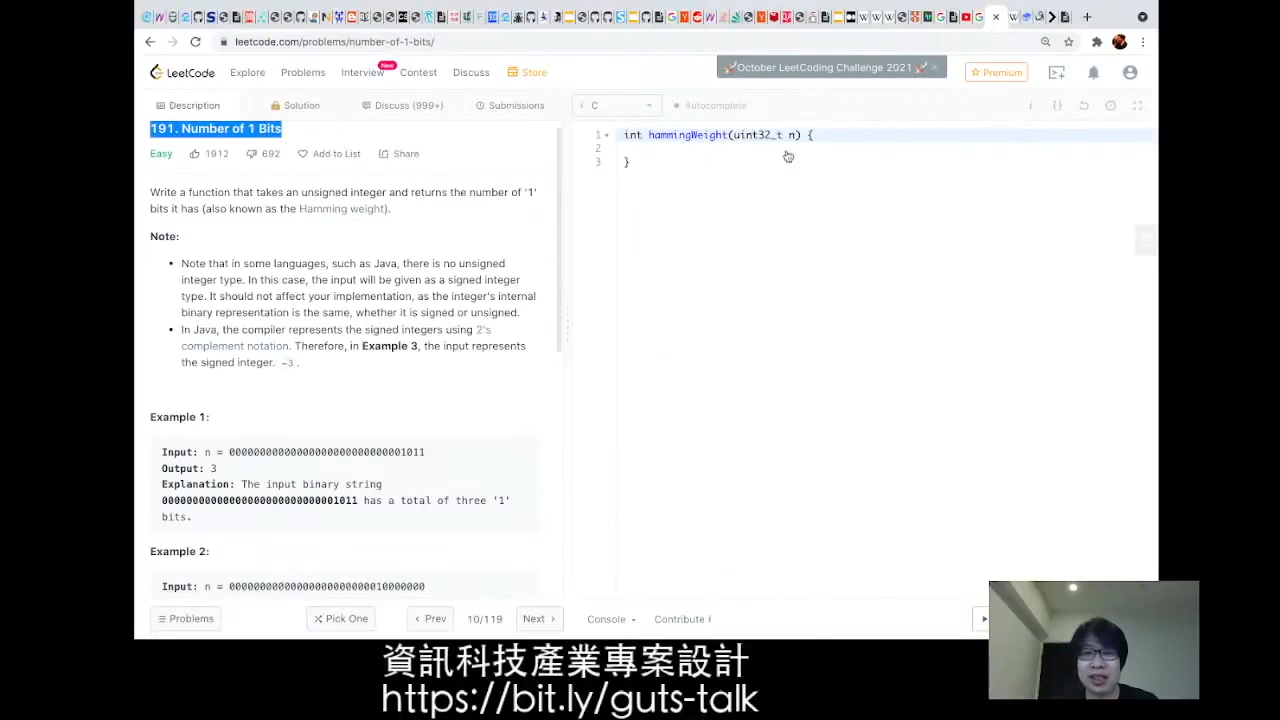 leetcode.com/problems/number-of-1-bits/
LeetCode
Explore
Problems
Interview
New
Contest
Discuss
Store
🚀October LeetCoding Challenge 2021 🚀
Premium
Description
Solution
Discuss (999+)
Submissions
i C
Autocomplete
191. Number of 1 Bits
Easy
1912
692
Add to List
Share
Write a function that takes an unsigned integer and returns the number of '1'
bits it has (also known as the Hamming weight).
Note:
• Note that in some languages, such as Java, there is no unsigned
integer type. In this case, the input will be given as a signed integer
type. It should not affect your implementation, as the integer's internal
binary representation is the same, whether it is signed or unsigned.
• In Java, the compiler represents the signed integers using 2's
complement notation. Therefore, in Example 3, the input represents
the signed integer. -3.
Example 1:
Input: n = 00000000000000000000000000001011
Output: 3
Explanation: The input binary string
00000000000000000000000000001011 has a total of three '1'
bits.
Example 2:
Input: n = 00000000000000000000000010000000
1 int hammingWeight(uint32_t n) {
2
3 }
Problems
Pick One
Prev
10/119
Next
Console
Contribute i
資訊科技產業專案設計
https://bit.ly/guts-talk